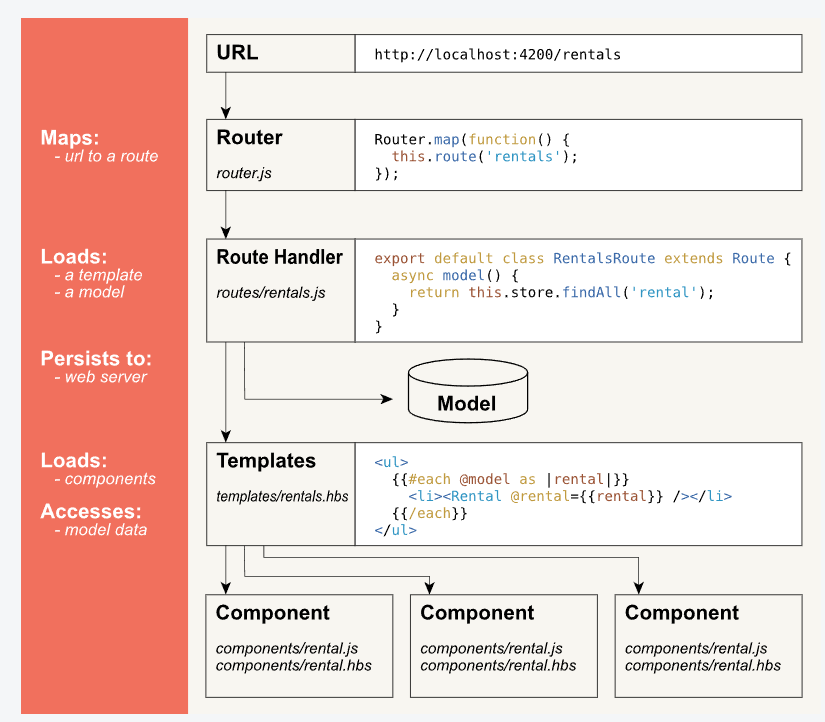 URL
http://localhost:4200/rentals
Maps:
- url to a route
Router
router.js
Router.map(function() {
  this.route('rentals');
});
Loads:
- a template
- a model
Route Handler
routes/rentals.js
export default class RentalsRoute extends Route {
  async model() {
    return this.store.findAll('rental');
  }
}
Persists to:
- web server
Model
Loads:
- components
Accesses:
- model data
Templates
templates/rentals.hbs
<ul>
  {{#each @model as |rental|}}
    <li><Rental @rental={{rental}} /></li>
  {{/each}}
</ul>
Component
components/rental.js
components/rental.hbs
Component
components/rental.js
components/rental.hbs
Component
components/rental.js
components/rental.hbs